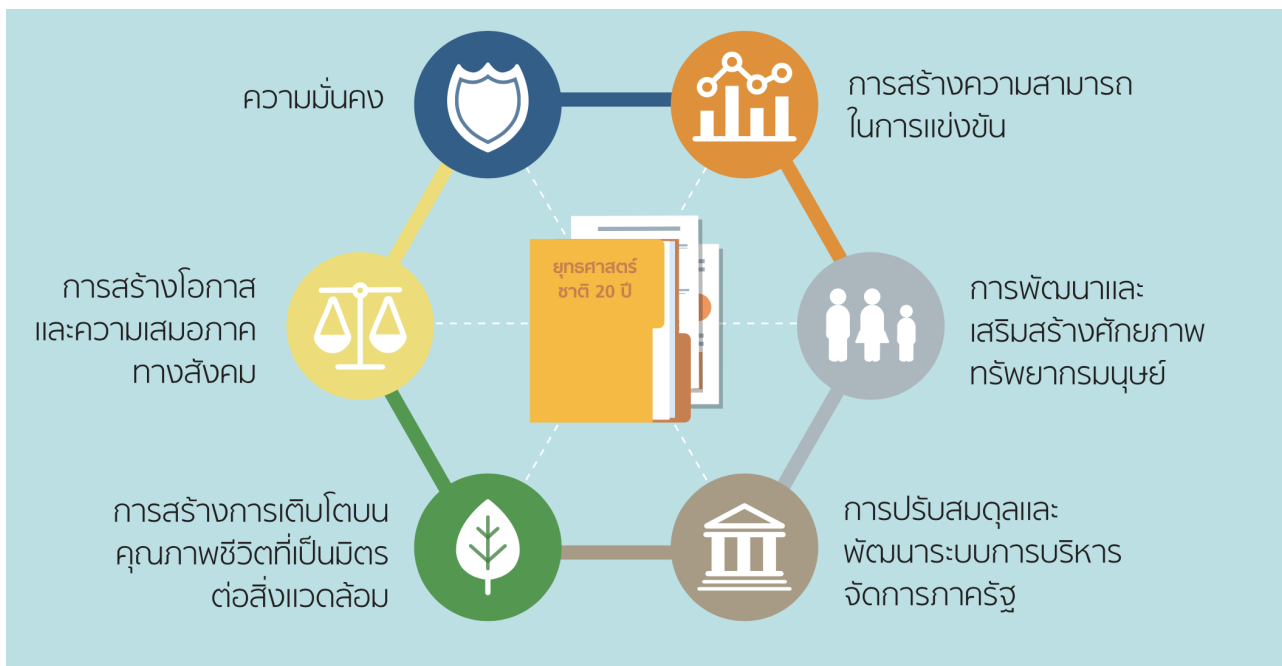 ความมั่นคง
การสร้างความสามารถ
ในการแข่งขัน
ยุทธศาสตร์
ชาติ 20 ปี
การสร้างโอกาส
และความเสมอภาค
ทางสังคม
การพัฒนาและ
เสริมสร้างศักยภาพ
ทรัพยากรมนุษย์
การสร้างการเติบโตบน
คุณภาพชีวิตที่เป็นมิตร
ต่อสิ่งแวดล้อม
การปรับสมดุลและ
พัฒนาระบบการบริหาร
จัดการภาครัฐ